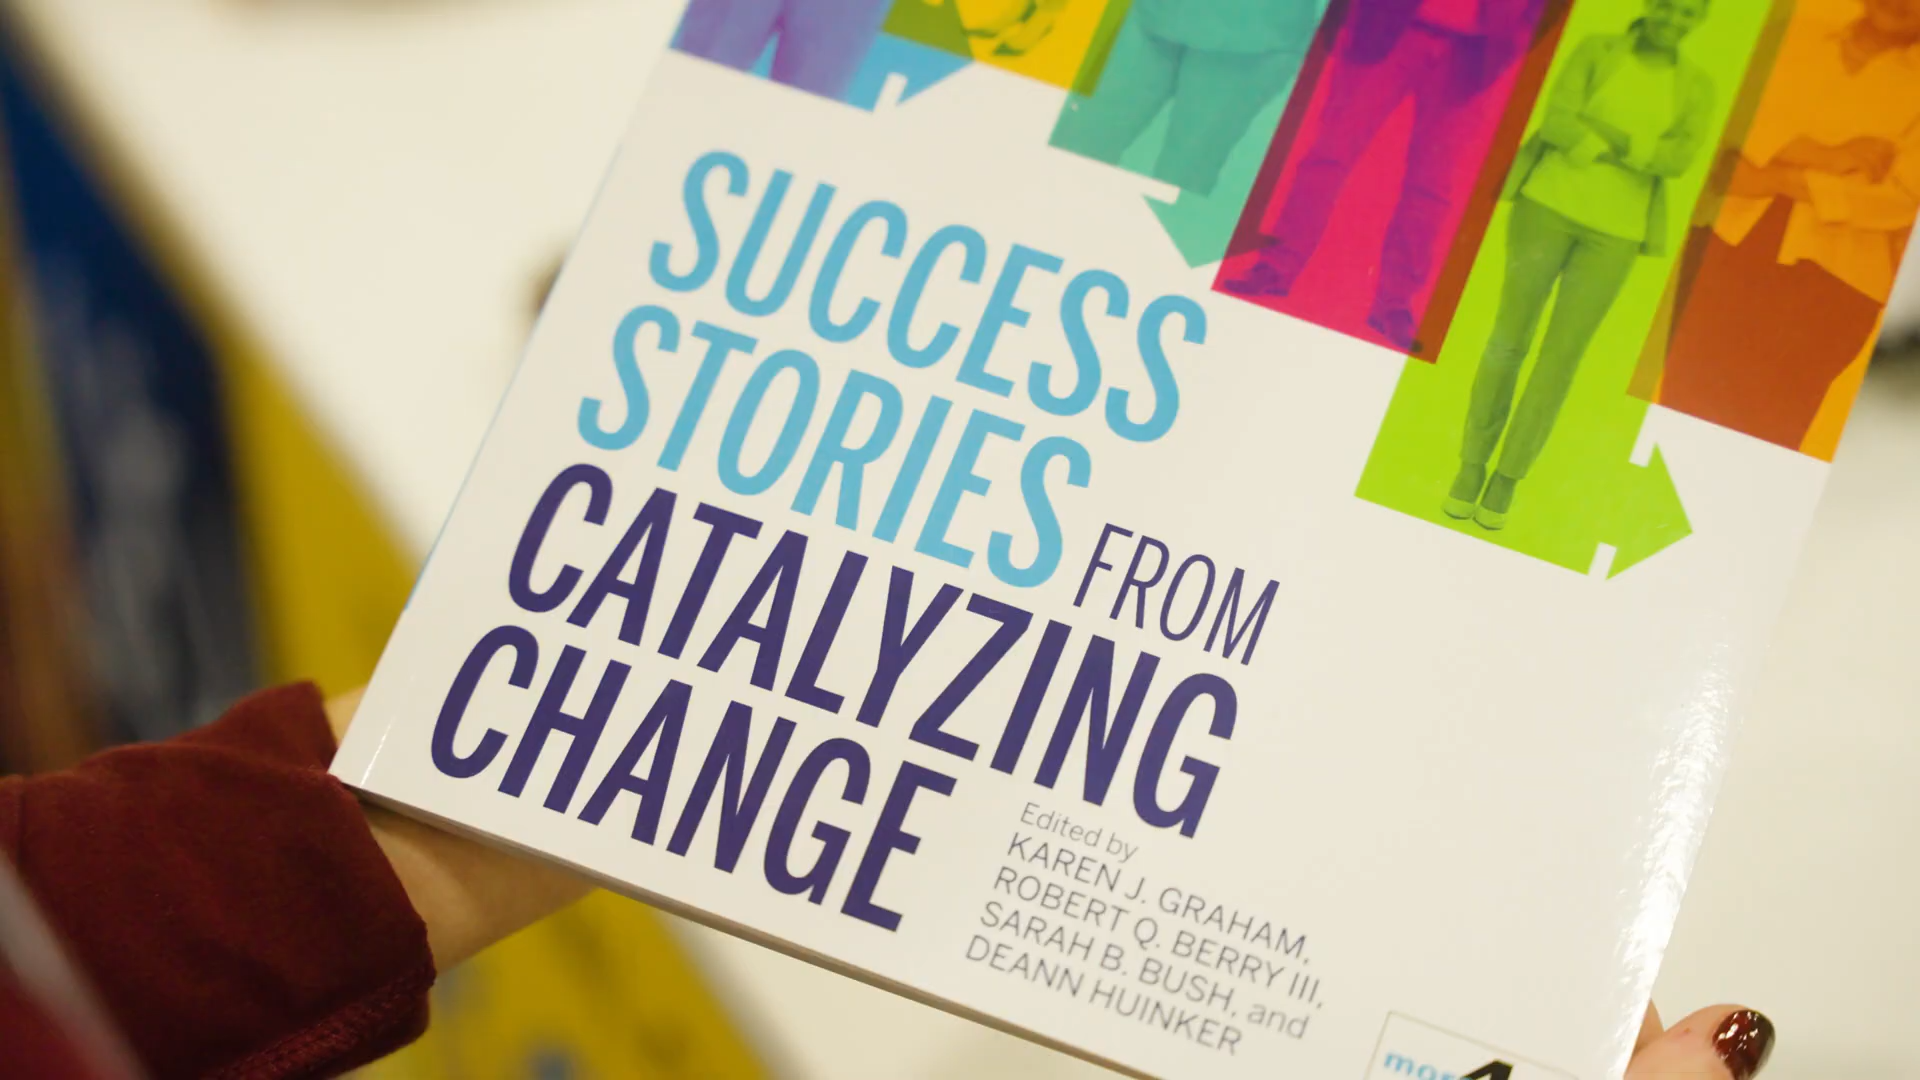 SUCCESS
STORIES FROM
CATALYZING
CHANGE
Edited by
KAREN J. GRAHAM,
ROBERT Q. BERRY III,
SARAH B. BUSH, and
DEANN HUINKER